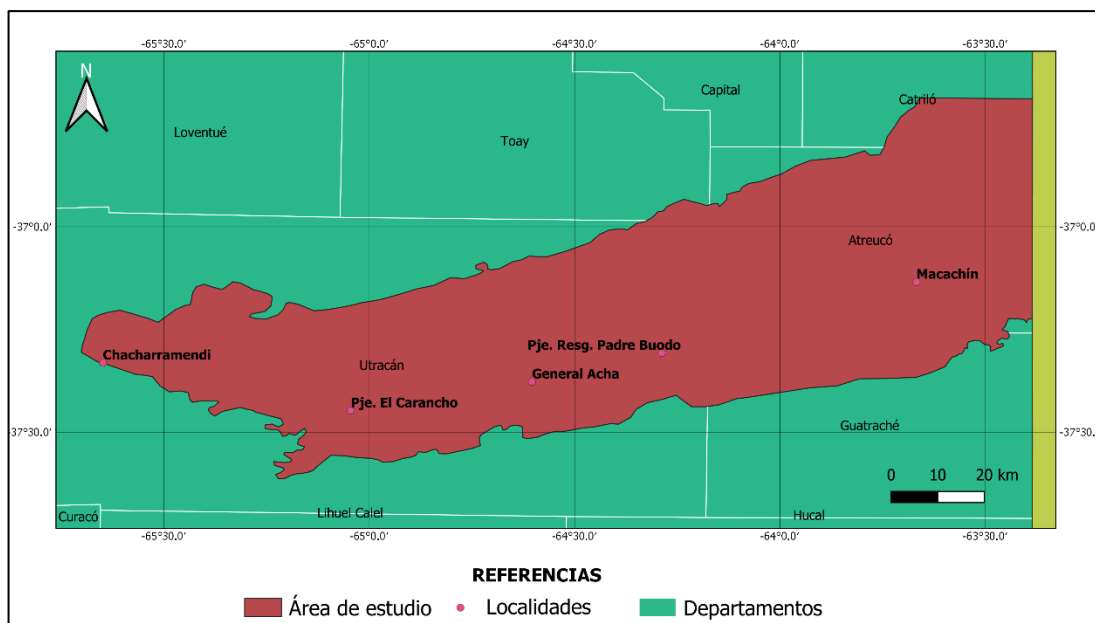 -65°30.0' -65°0.0' -64°30.0' -64°0.0' -63°30.0'
N
Capital
Catriló
Loventué
Toay
-37°0.0' -37°0.0'
Atreucó
Macachín
Pje. Resg. Padre Buodo
Chacharramendi
Utracán
General Acha
Pje. El Carancho
Guatraché
-37°30.0' -37°30.0'
0 10 20 km
Curacó
Lihuel Calel
Hucal
-65°30.0' -65°0.0' -64°30.0' -64°0.0' -63°30.0'
REFERENCIAS
Área de estudio Localidades Departamentos